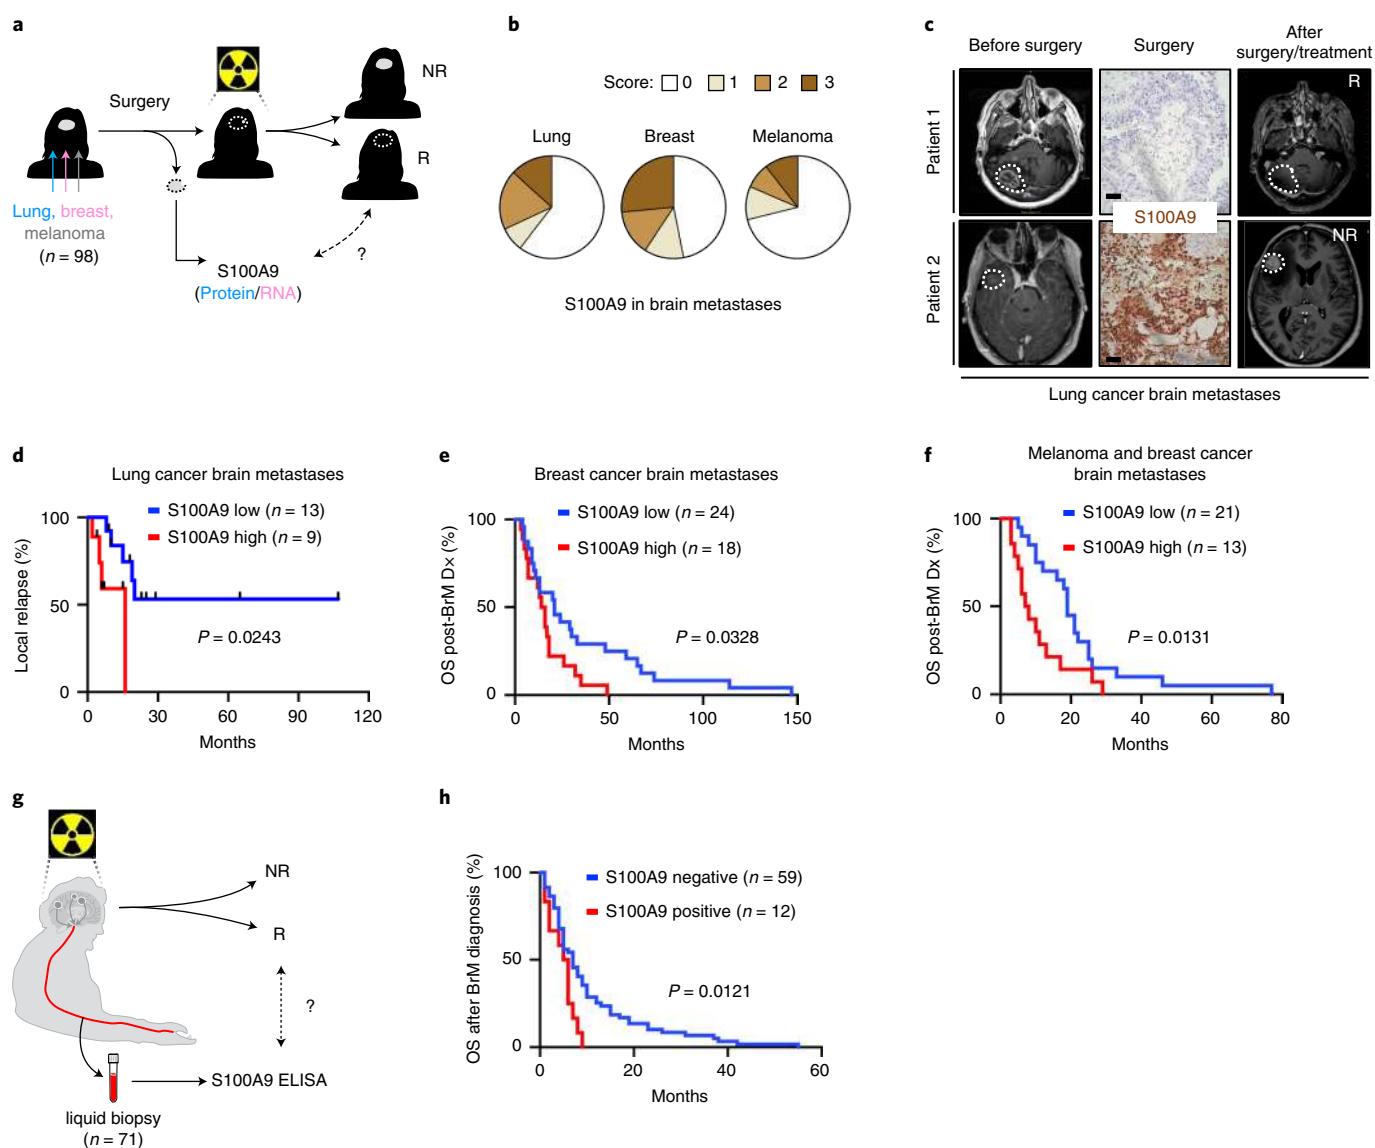 a
Surgery
NR
R
Lung, breast,
melanoma
(n = 98)
S100A9
(Protein/RNA)
?
b
Score: 0 1 2 3
Lung Breast Melanoma
S100A9 in brain metastases
c
Before surgery
Surgery
After
surgery/treatment
Patient 1
R
S100A9
Patient 2
NR
Lung cancer brain metastases
d
Lung cancer brain metastases
S100A9 low (n = 13)
S100A9 high (n = 9)
Local relapse (%)
100
50
0
P = 0.0243
0 30 60 90 120
Months
e
Breast cancer brain metastases
S100A9 low (n = 24)
S100A9 high (n = 18)
OS post-BrM Dx (%)
100
50
0
P = 0.0328
0 50 100 150
Months
f
Melanoma and breast cancer
brain metastases
S100A9 low (n = 21)
S100A9 high (n = 13)
OS post-BrM Dx (%)
100
50
0
P = 0.0131
0 20 40 60 80
Months
g
NR
R
?
S100A9 ELISA
liquid biopsy
(n = 71)
h
S100A9 negative (n = 59)
S100A9 positive (n = 12)
OS after BrM diagnosis (%)
100
50
0
P = 0.0121
0 20 40 60
Months